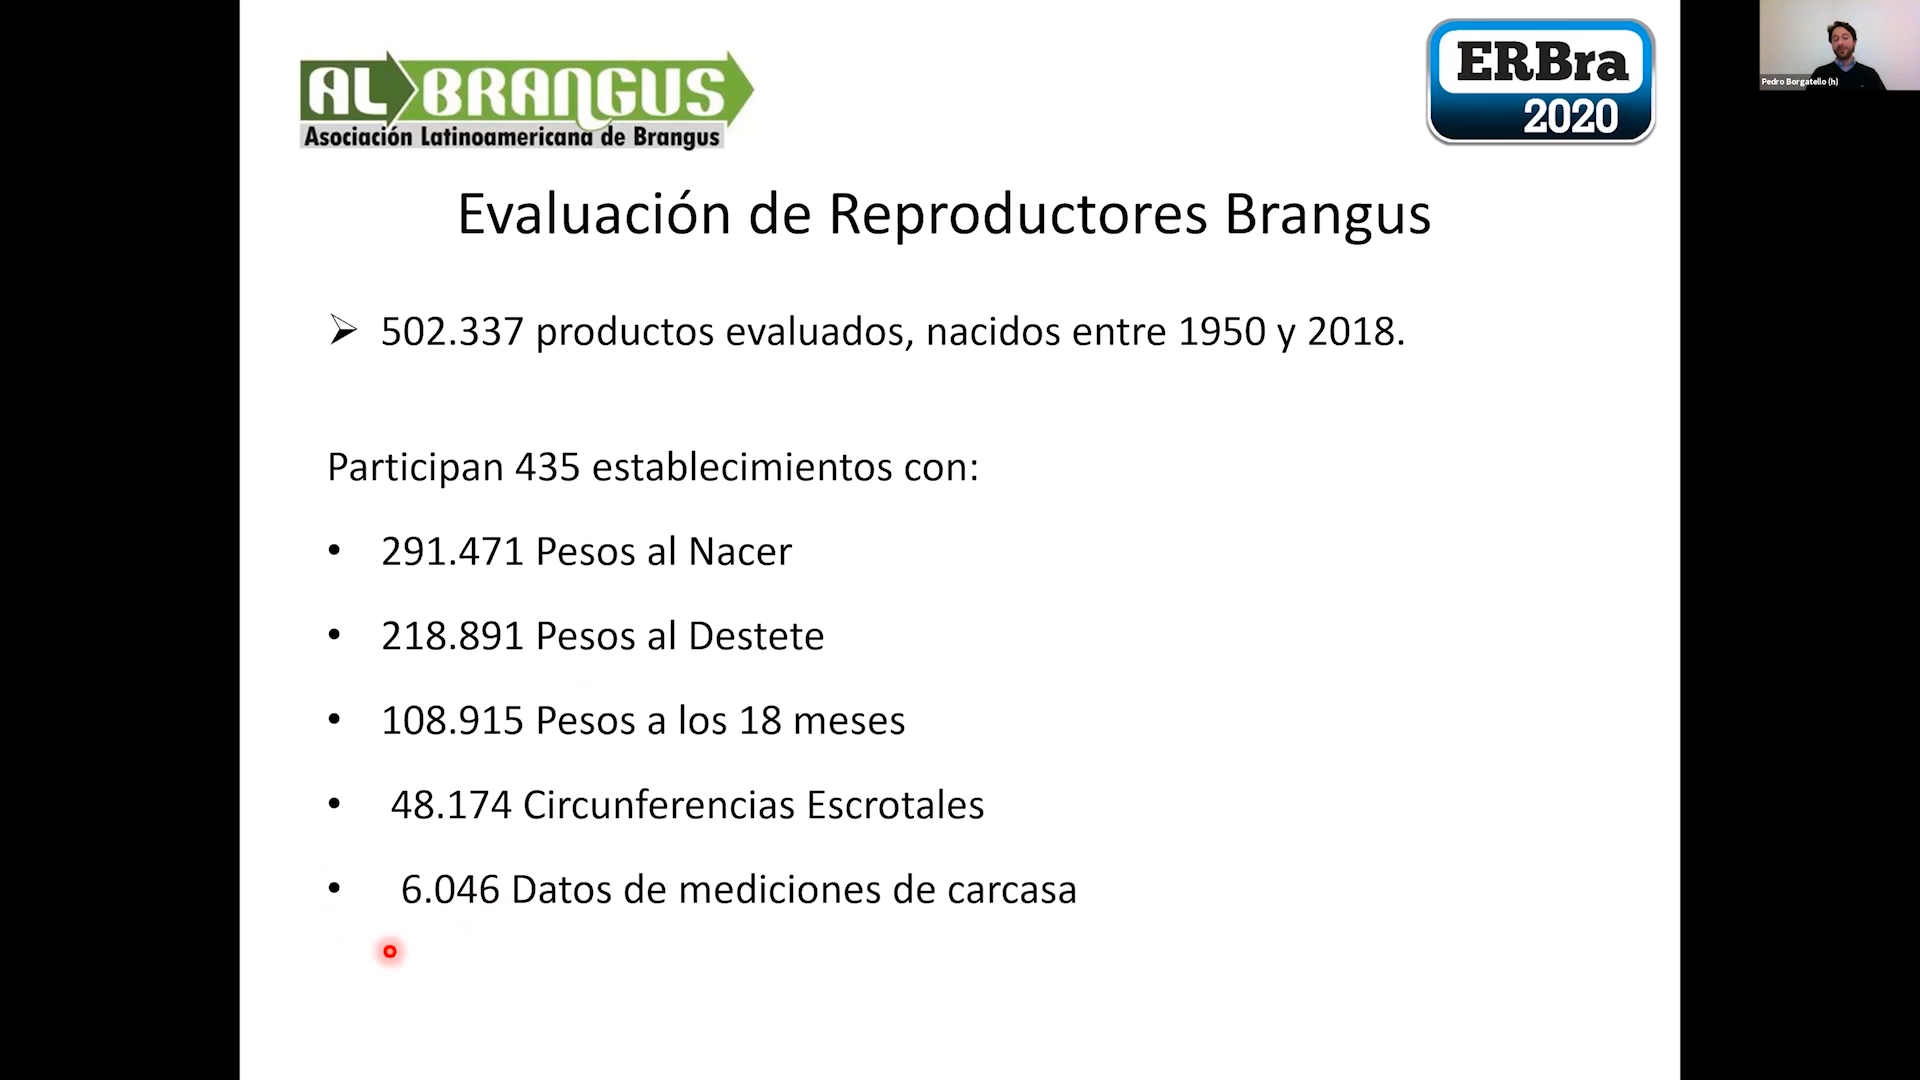 AL BRANGUS
Asociación Latinoamericana de Brangus
ERBra
2020
Pedro Borgatello (h)
Evaluación de Reproductores Brangus
502.337 productos evaluados, nacidos entre 1950 y 2018.
Participan 435 establecimientos con:
• 291.471 Pesos al Nacer
• 218.891 Pesos al Destete
• 108.915 Pesos a los 18 meses
• 48.174 Circunferencias Escrotales
• 6.046 Datos de mediciones de carcasa